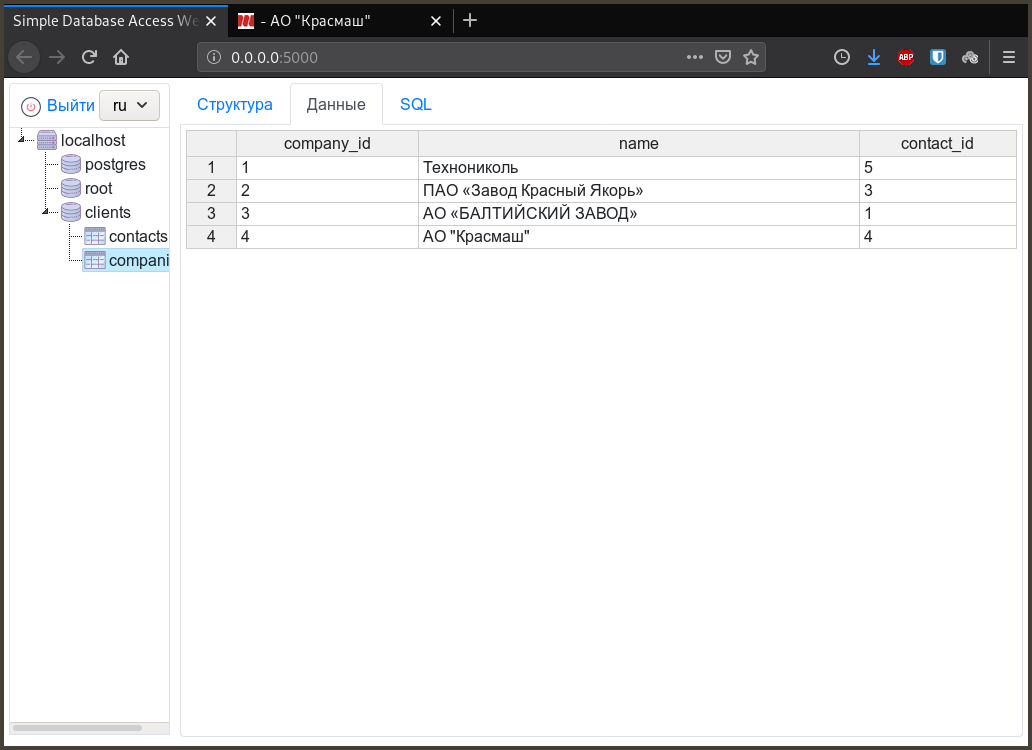 Simple Database Access We
- АО "Красмаш"
0.0.0.0:5000
ABP
Выйти ru
Структура Данные SQL
localhost
postgres
root
clients
contacts
compani
company_id name contact_id
1 1 Технониколь 5
2 2 ПАО «Завод Красный Якорь» 3
3 3 АО «БАЛТИЙСКИЙ ЗАВОД» 1
4 4 АО "Красмаш" 4